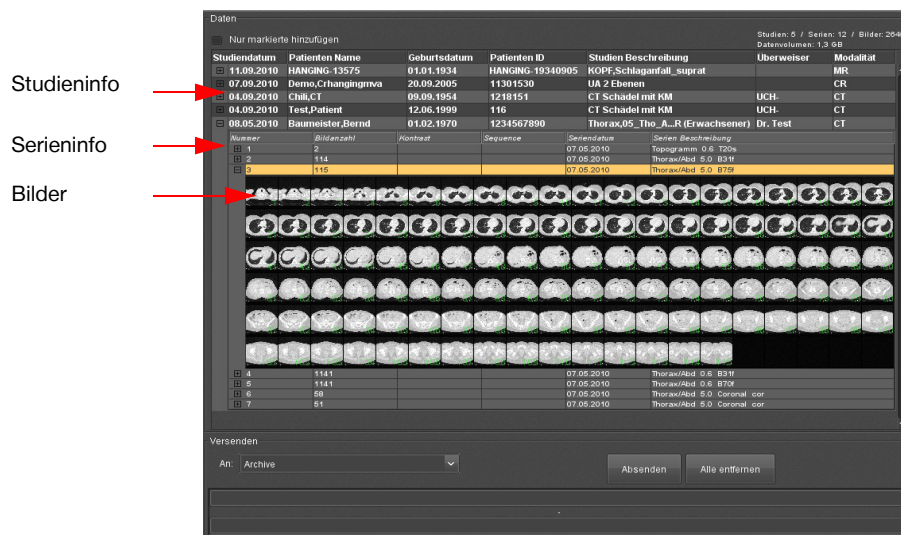 Daten
Nur markierte hinzufügen
Studien: 6 / Serien: 12 / Bilder: 264
Datenvolumen: 1,3 GB
Studiendatum Patienten Name Geburtsdatum Patienten ID Studien Beschreibung Überweiser Modalität
11.09.2010 HANGING-13575 01.01.1934 HANGING-19340905 KOPF,Schlaganfall_suprat MR
07.09.2010 Demo,Crhangingmva 20.09.2005 11301530 UA 2 Ebenen CR
Studieninfo
04.09.2010 Chili,CT 09.09.1954 1218151 CT Schädel mit KM UCH- CT
04.09.2010 Test,Patient 12.06.1999 116 CT Schädel mit KM UCH- CT
08.05.2010 Baumeister,Bernd 01.02.1970 1234567890 Thorax,05_Tho_A...R (Erwachsener) Dr. Test CT
Nummer Bildanzahl Kontrast Sequence Seriendatum Serien Beschreibung
Serieninfo
1 2 07.05.2010 Topogramm 0.6 T20s
2 114 07.05.2010 Thorax/Abd 5.0 B31f
3 115 07.05.2010 Thorax/Abd 5.0 B75f
Bilder
4 1141 07.05.2010 Thorax/Abd 0.6 B31f
5 1141 07.05.2010 Thorax/Abd 0.6 B70f
6 58 07.05.2010 Thorax/Abd 5.0 Coronal cor
7 51 07.05.2010 Thorax/Abd 5.0 Coronal cor
Versenden
An: Archive
Absenden Alle entfernen